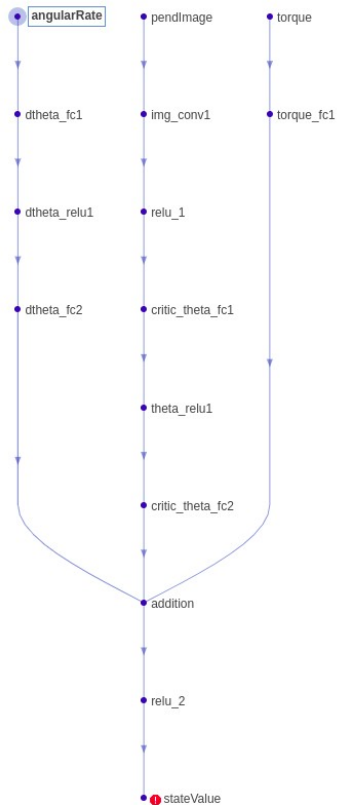 angularRate
pendImage
torque
dtheta_fc1
img_conv1
torque_fc1
dtheta_relu1
relu_1
dtheta_fc2
critic_theta_fc1
theta_relu1
critic_theta_fc2
addition
relu_2
! stateValue